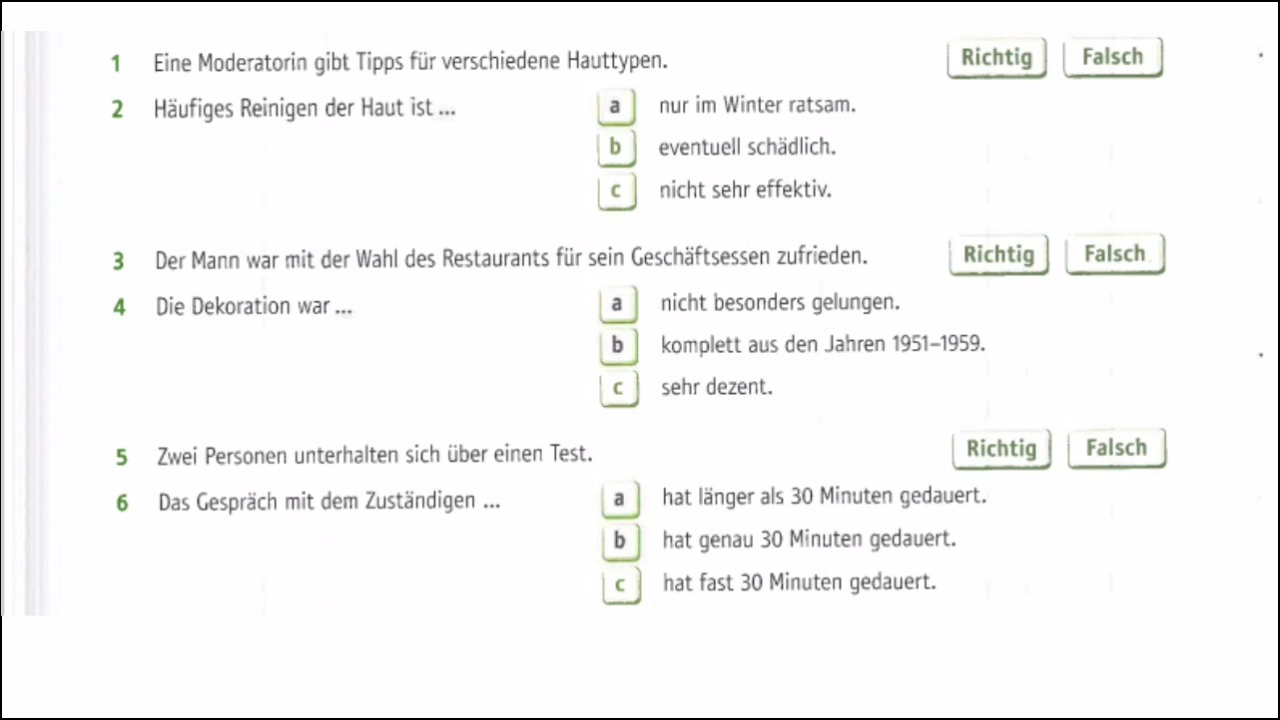 1 Eine Moderatorin gibt Tipps für verschiedene Hauttypen. Richtig Falsch
2 Häufiges Reinigen der Haut ist ... a nur im Winter ratsam.
b eventuell schädlich.
c nicht sehr effektiv.
3 Der Mann war mit der Wahl des Restaurants für sein Geschäftsessen zufrieden. Richtig Falsch
4 Die Dekoration war ... a nicht besonders gelungen.
b komplett aus den Jahren 1951–1959.
c sehr dezent.
5 Zwei Personen unterhalten sich über einen Test. Richtig Falsch
6 Das Gespräch mit dem Zuständigen ... a hat länger als 30 Minuten gedauert.
b hat genau 30 Minuten gedauert.
c hat fast 30 Minuten gedauert.